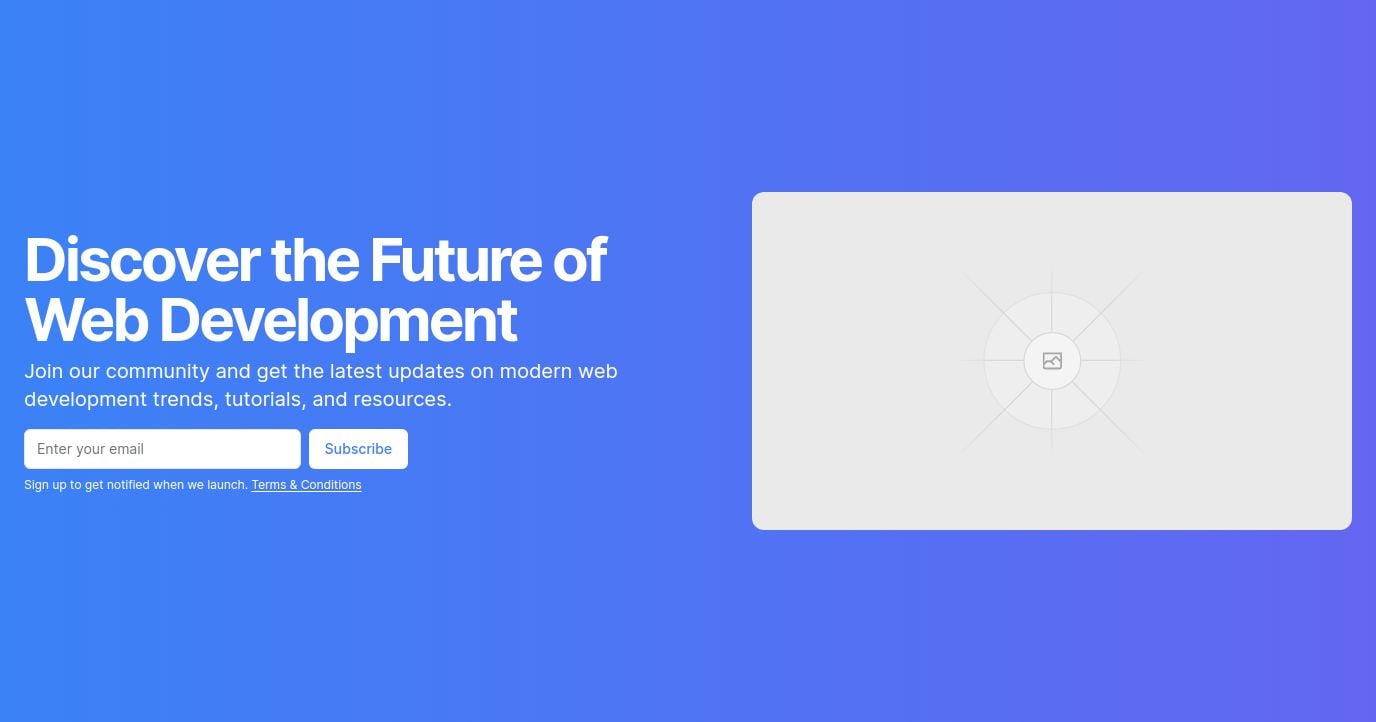 Discover the Future of
Web Development
Join our community and get the latest updates on modern web
development trends, tutorials, and resources.
Enter your email
Subscribe
Sign up to get notified when we launch. Terms & Conditions